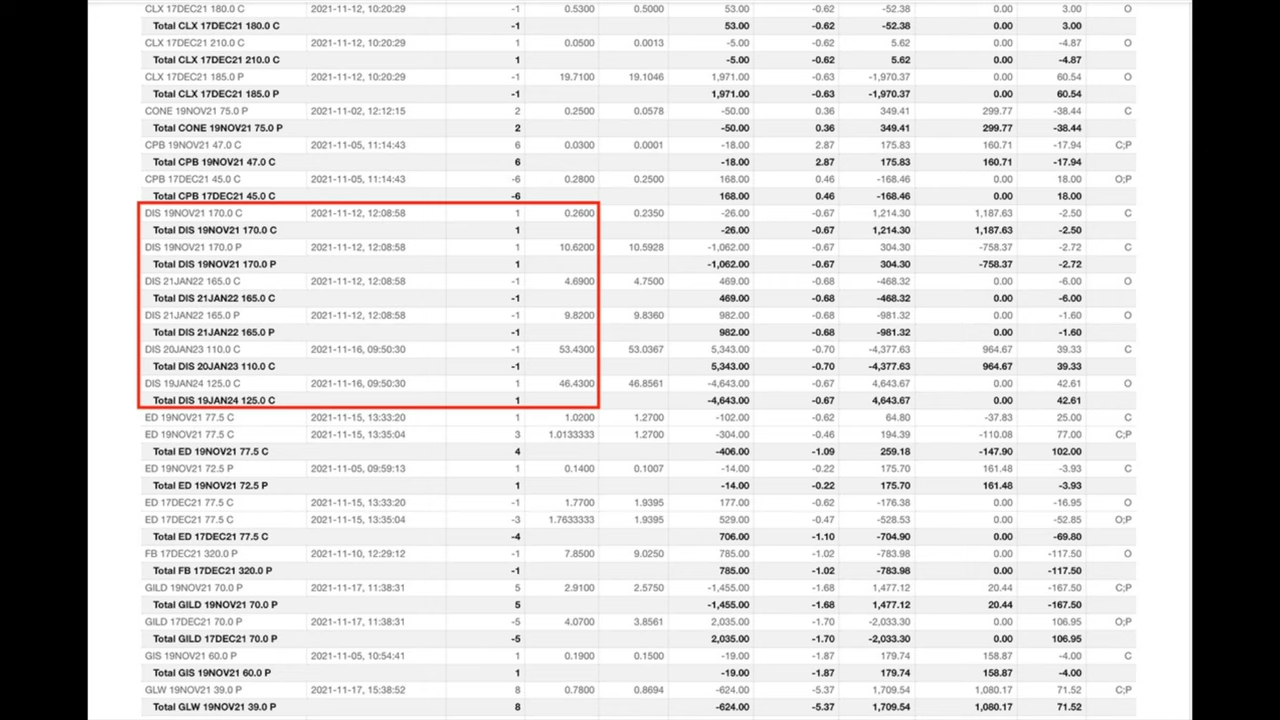 CLX 17DEC21 180.0 C 2021-11-12, 10:20:29 -1 0.5300 0.5000 53.00 -0.62 -52.38 0.00 3.00 O
Total CLX 17DEC21 180.0 C -1 53.00 -0.62 -52.38 0.00 3.00
CLX 17DEC21 210.0 C 2021-11-12, 10:20:29 1 0.0500 0.0013 -5.00 -0.62 5.62 0.00 -4.87 O
Total CLX 17DEC21 210.0 C 1 -5.00 -0.62 5.62 0.00 -4.87
CLX 17DEC21 185.0 P 2021-11-12, 10:20:29 -1 19.7100 19.1046 1,971.00 -0.63 -1,970.37 0.00 60.54 O
Total CLX 17DEC21 185.0 P -1 1,971.00 -0.63 -1,970.37 0.00 60.54
CONE 19NOV21 75.0 P 2021-11-02, 12:12:15 2 0.2500 0.0578 -50.00 0.36 349.41 299.77 -38.44 C
Total CONE 19NOV21 75.0 P 2 -50.00 0.36 349.41 299.77 -38.44
CPB 19NOV21 47.0 C 2021-11-05, 11:14:43 6 0.0300 0.0001 -18.00 2.87 175.83 160.71 -17.94 C;P
Total CPB 19NOV21 47.0 C 6 -18.00 2.87 175.83 160.71 -17.94
CPB 17DEC21 45.0 C 2021-11-05, 11:14:43 -6 0.2800 0.2500 168.00 0.46 -168.46 0.00 18.00 O;P
Total CPB 17DEC21 45.0 C -6 168.00 0.46 -168.46 0.00 18.00
DIS 19NOV21 170.0 C 2021-11-12, 12:08:58 1 0.2600 0.2350 -26.00 -0.67 1,214.30 1,187.63 -2.50 C
Total DIS 19NOV21 170.0 C 1 -26.00 -0.67 1,214.30 1,187.63 -2.50
DIS 19NOV21 170.0 P 2021-11-12, 12:08:58 1 10.6200 10.5928 -1,062.00 -0.67 304.30 -758.37 -2.72 C
Total DIS 19NOV21 170.0 P 1 -1,062.00 -0.67 304.30 -758.37 -2.72
DIS 21JAN22 165.0 C 2021-11-12, 12:08:58 -1 4.6900 4.7500 469.00 -0.68 -468.32 0.00 -6.00 O
Total DIS 21JAN22 165.0 C -1 469.00 -0.68 -468.32 0.00 -6.00
DIS 21JAN22 165.0 P 2021-11-12, 12:08:58 -1 9.8200 9.8360 982.00 -0.68 -981.32 0.00 -1.60 O
Total DIS 21JAN22 165.0 P -1 982.00 -0.68 -981.32 0.00 -1.60
DIS 20JAN23 110.0 C 2021-11-16, 09:50:30 -1 53.4300 53.0367 5,343.00 -0.70 -4,377.63 964.67 39.33 C
Total DIS 20JAN23 110.0 C -1 5,343.00 -0.70 -4,377.63 964.67 39.33
DIS 19JAN24 125.0 C 2021-11-16, 09:50:30 1 46.4300 46.8561 -4,643.00 -0.67 4,643.67 0.00 42.61 O
Total DIS 19JAN24 125.0 C 1 -4,643.00 -0.67 4,643.67 0.00 42.61
ED 19NOV21 77.5 C 2021-11-15, 13:33:20 1 1.0200 1.2700 -102.00 -0.62 64.80 -37.83 25.00 C
ED 19NOV21 77.5 C 2021-11-15, 13:35:04 3 1.0133333 1.2700 -304.00 -0.46 194.39 -110.08 77.00 C;P
Total ED 19NOV21 77.5 C 4 -406.00 -1.09 259.18 -147.90 102.00
ED 19NOV21 72.5 P 2021-11-05, 09:59:13 1 0.1400 0.1007 -14.00 -0.22 175.70 161.48 -3.93 C
Total ED 19NOV21 72.5 P 1 -14.00 -0.22 175.70 161.48 -3.93
ED 17DEC21 77.5 C 2021-11-15, 13:33:20 -1 1.7700 1.9395 177.00 -0.62 -176.38 0.00 -16.95 O
ED 17DEC21 77.5 C 2021-11-15, 13:35:04 -3 1.7633333 1.9395 529.00 -0.47 -528.53 0.00 -52.85 O;P
Total ED 17DEC21 77.5 C -4 706.00 -1.10 -704.90 0.00 -69.80
FB 17DEC21 320.0 P 2021-11-10, 12:29:12 -1 7.8500 9.0250 785.00 -1.02 -783.98 0.00 -117.50 O
Total FB 17DEC21 320.0 P -1 785.00 -1.02 -783.98 0.00 -117.50
GILD 19NOV21 70.0 P 2021-11-17, 11:38:31 5 2.9100 2.5750 -1,455.00 -1.68 1,477.12 20.44 -167.50 C;P
Total GILD 19NOV21 70.0 P 5 -1,455.00 -1.68 1,477.12 20.44 -167.50
GILD 17DEC21 70.0 P 2021-11-17, 11:38:31 -5 4.0700 3.8561 2,035.00 -1.70 -2,033.30 0.00 106.95 O;P
Total GILD 17DEC21 70.0 P -5 2,035.00 -1.70 -2,033.30 0.00 106.95
GIS 19NOV21 60.0 P 2021-11-05, 10:54:41 1 0.1900 0.1500 -19.00 -1.87 179.74 158.87 -4.00 C
Total GIS 19NOV21 60.0 P 1 -19.00 -1.87 179.74 158.87 -4.00
GLW 19NOV21 39.0 P 2021-11-17, 15:38:52 8 0.7800 0.8694 -624.00 -5.37 1,709.54 1,080.17 71.52 C;P
Total GLW 19NOV21 39.0 P 8 -624.00 -5.37 1,709.54 1,080.17 71.52